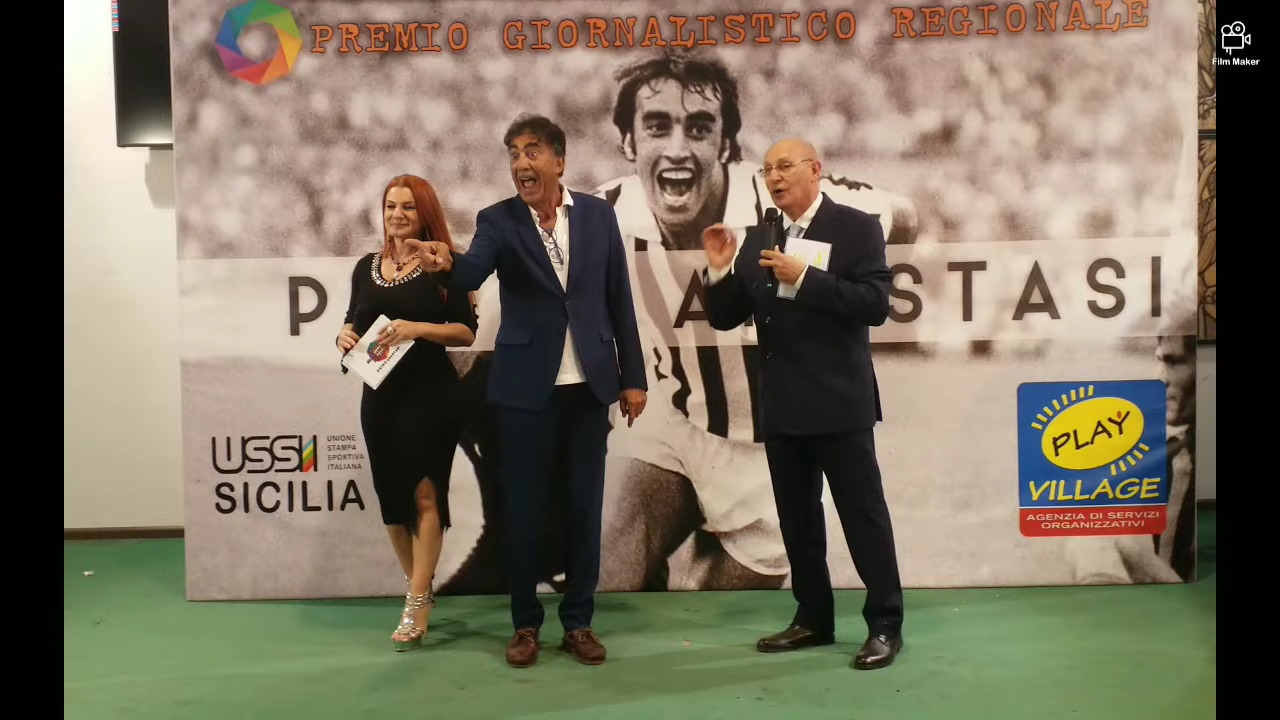 PREMIO GIORNALISTICO REGIONALE
Film Maker
P A STASI
USSI
UNIONE
STAMPA
SPORTIVA
ITALIANA
SICILIA
PLAY
VILLAGE
AGENZIA DI SERVIZI
ORGANIZZATIVI